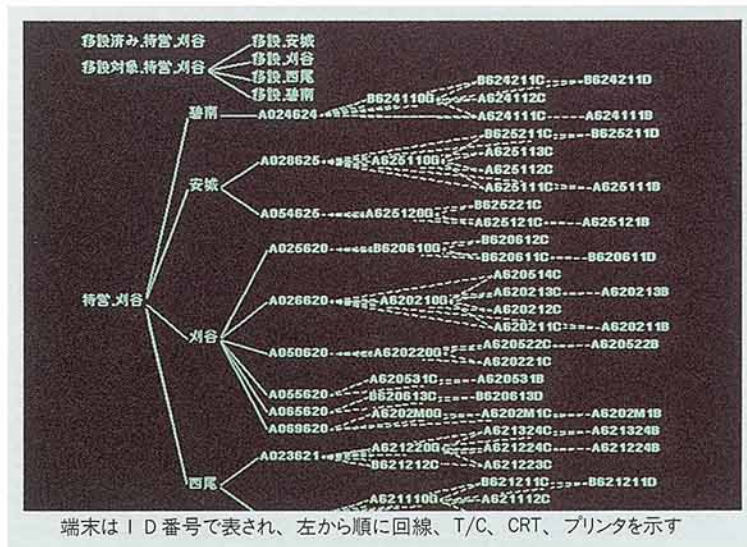 移設済み.特営.刈谷 移設.安城
移設対象.特営.刈谷 移設.刈谷
移設.西尾
移設.碧南
B624211C B624211D
B624110G A624112C
碧南 A024624 A624111C A624111B
B625211C B625211D
A625113C
A028625 A625110G A625112C
安城 A625111C A625111B
B625221C
A054625 A625120G A625121C A625121B
B620612C
A025620 B620610G B620611C B620611D
A620514C
A620213C A620213B
特営.刈谷 A026620 A620210G A620212C
刈谷 A620211C A620211B
A620522C A620522B
A050620 A620220G A620221C
A620531C A620531B
A055620 B620613C B620613D
A065620 A6202M0G A6202M1C A6202M1B
A069620 A621324C A621324B
A023621 A621220G A621224C A621224B
B621212C A621223C
西尾 B621211C B621211D
A621110G A621112C
端末はID番号で表され、左から順に回線、T/C、CRT、プリンタを示す